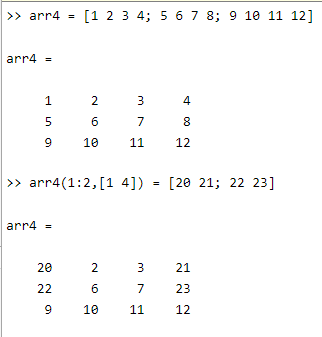 >> arr4 = [1 2 3 4; 5 6 7 8; 9 10 11 12]
arr4 =
1 2 3 4
5 6 7 8
9 10 11 12
>> arr4(1:2,[1 4]) = [20 21; 22 23]
arr4 =
20 2 3 21
22 6 7 23
9 10 11 12